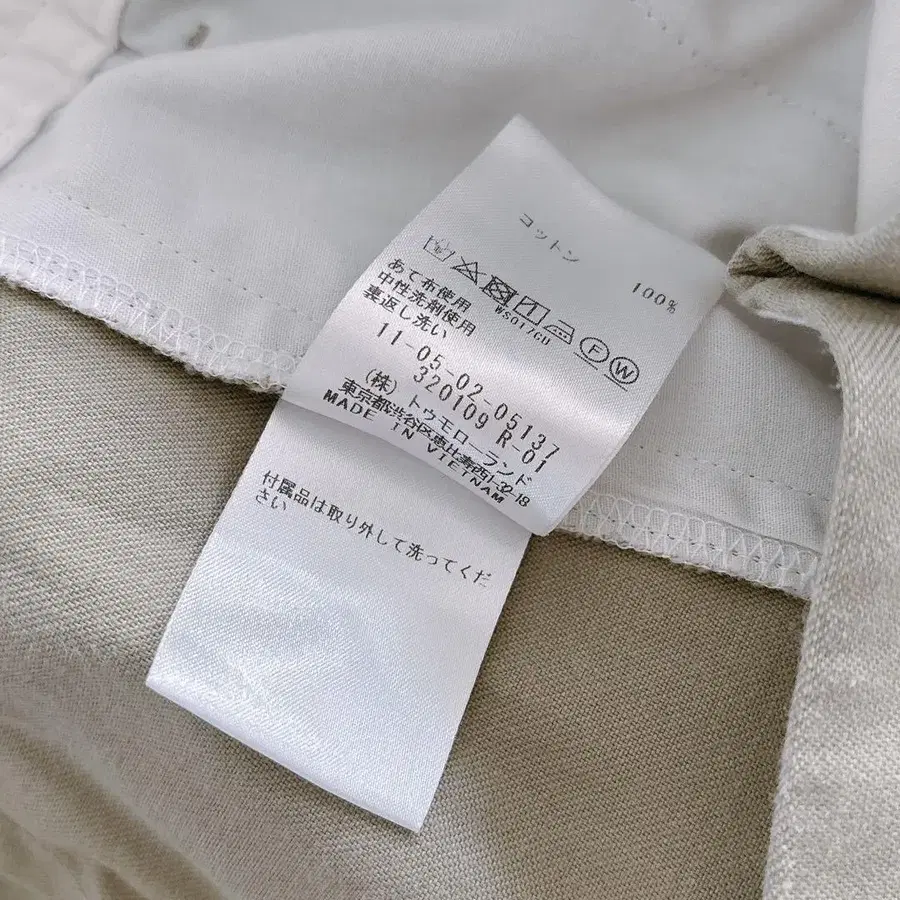 コットン 100%
WS017GU
F W
あて布使用
中性洗剤使用
裏返し洗い
11-05-02-05137
320109 R-01
(株) トゥモローランド
東京都渋谷区恵比寿西1-32-18
MADE IN VIETNAM
付属品は取り外して洗ってくだ
さい